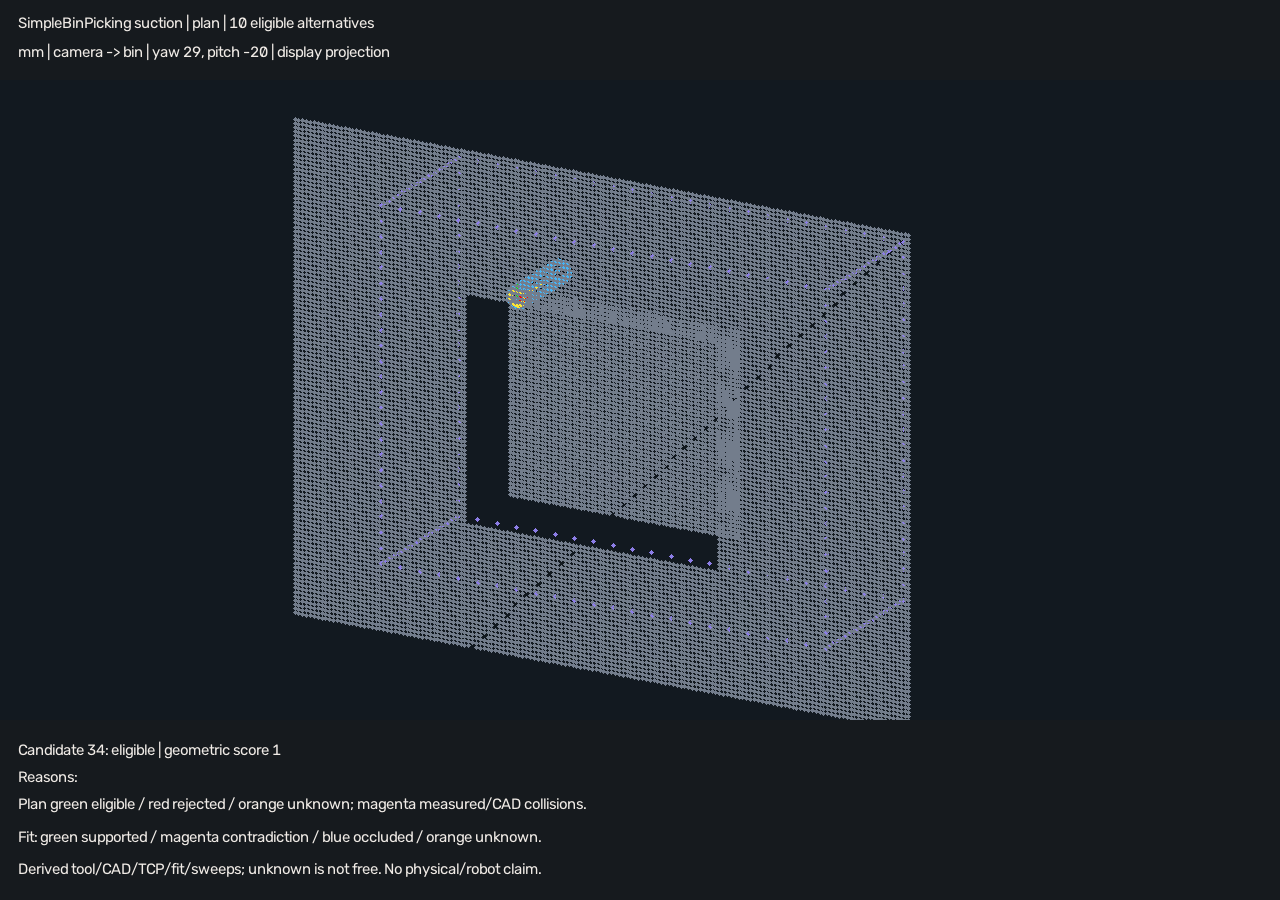 SimpleBinPicking suction | plan | 10 eligible alternatives
mm | camera -> bin | yaw 29, pitch -20 | display projection
Candidate 34: eligible | geometric score 1
Reasons:
Plan green eligible / red rejected / orange unknown; magenta measured/CAD collisions.
Fit: green supported / magenta contradiction / blue occluded / orange unknown.
Derived tool/CAD/TCP/fit/sweeps; unknown is not free. No physical/robot claim.